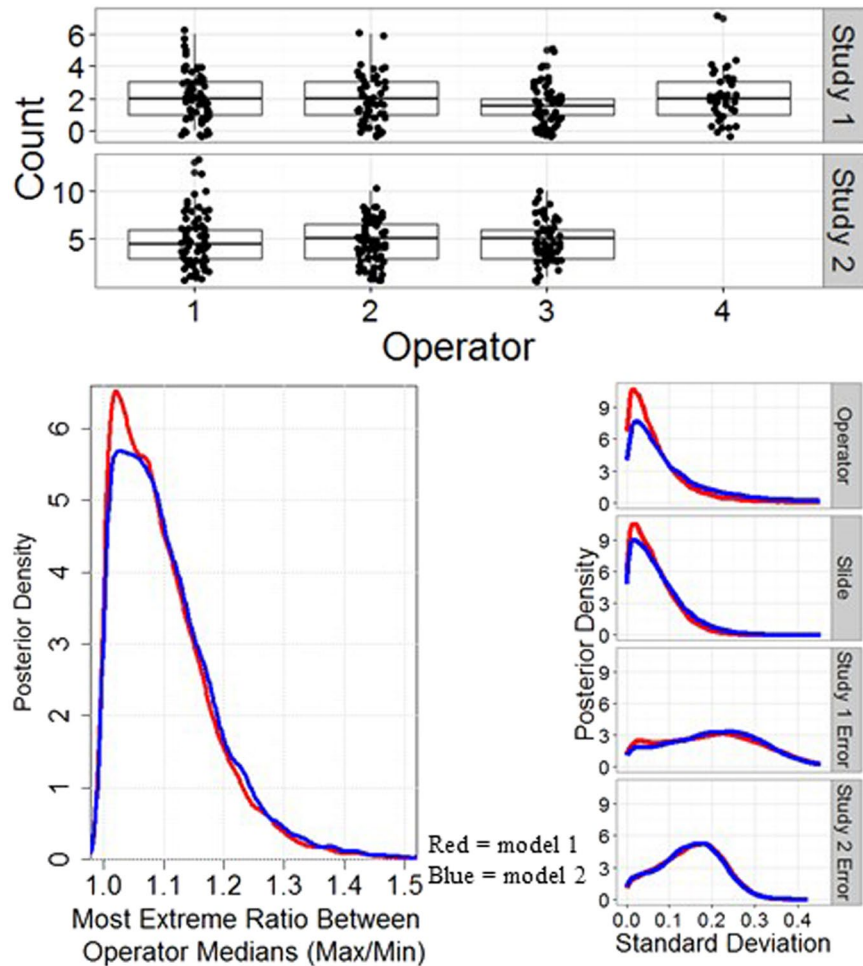 Count
6
4
2
0
Study 1
10
5
Study 2
1 2 3 4
Operator
Posterior Density
6
5
4
3
2
1
0
1.0 1.1 1.2 1.3 1.4 1.5
Most Extreme Ratio Between
Operator Medians (Max/Min)
Red = model 1
Blue = model 2
Posterior Density
9
6
3
0
Operator
9
6
3
0
Slide
9
6
3
0
Study 1 Error
9
6
3
0
Study 2 Error
0.0 0.1 0.2 0.3 0.4
Standard Deviation